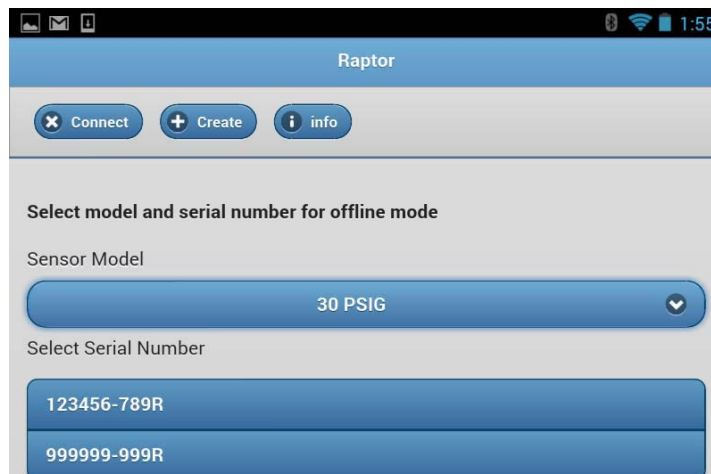 1:55
Raptor
Connect Create info
Select model and serial number for offline mode
Sensor Model
30 PSIG
Select Serial Number
123456-789R
999999-999R